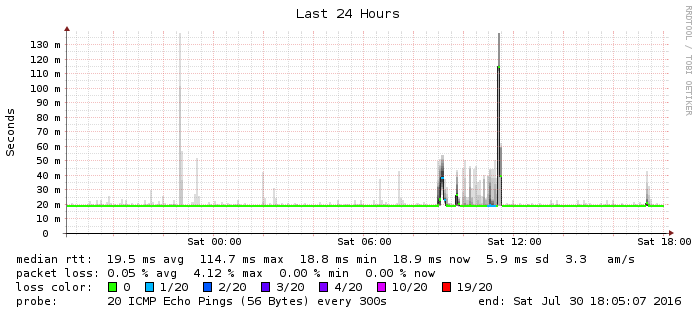 Last 24 Hours
RRDTOOL / TOBI OETIKER
Seconds
130 m
120 m
110 m
100 m
90 m
80 m
70 m
60 m
50 m
40 m
30 m
20 m
10 m
0
Sat 00:00 Sat 06:00 Sat 12:00 Sat 18:00
median rtt: 19.5 ms avg 114.7 ms max 18.8 ms min 18.9 ms now 5.9 ms sd 3.3 am/s
packet loss: 0.05 % avg 4.12 % max 0.00 % min 0.00 % now
loss color: 0 1/20 2/20 3/20 4/20 10/20 19/20
probe: 20 ICMP Echo Pings (56 Bytes) every 300s end: Sat Jul 30 18:05:07 2016